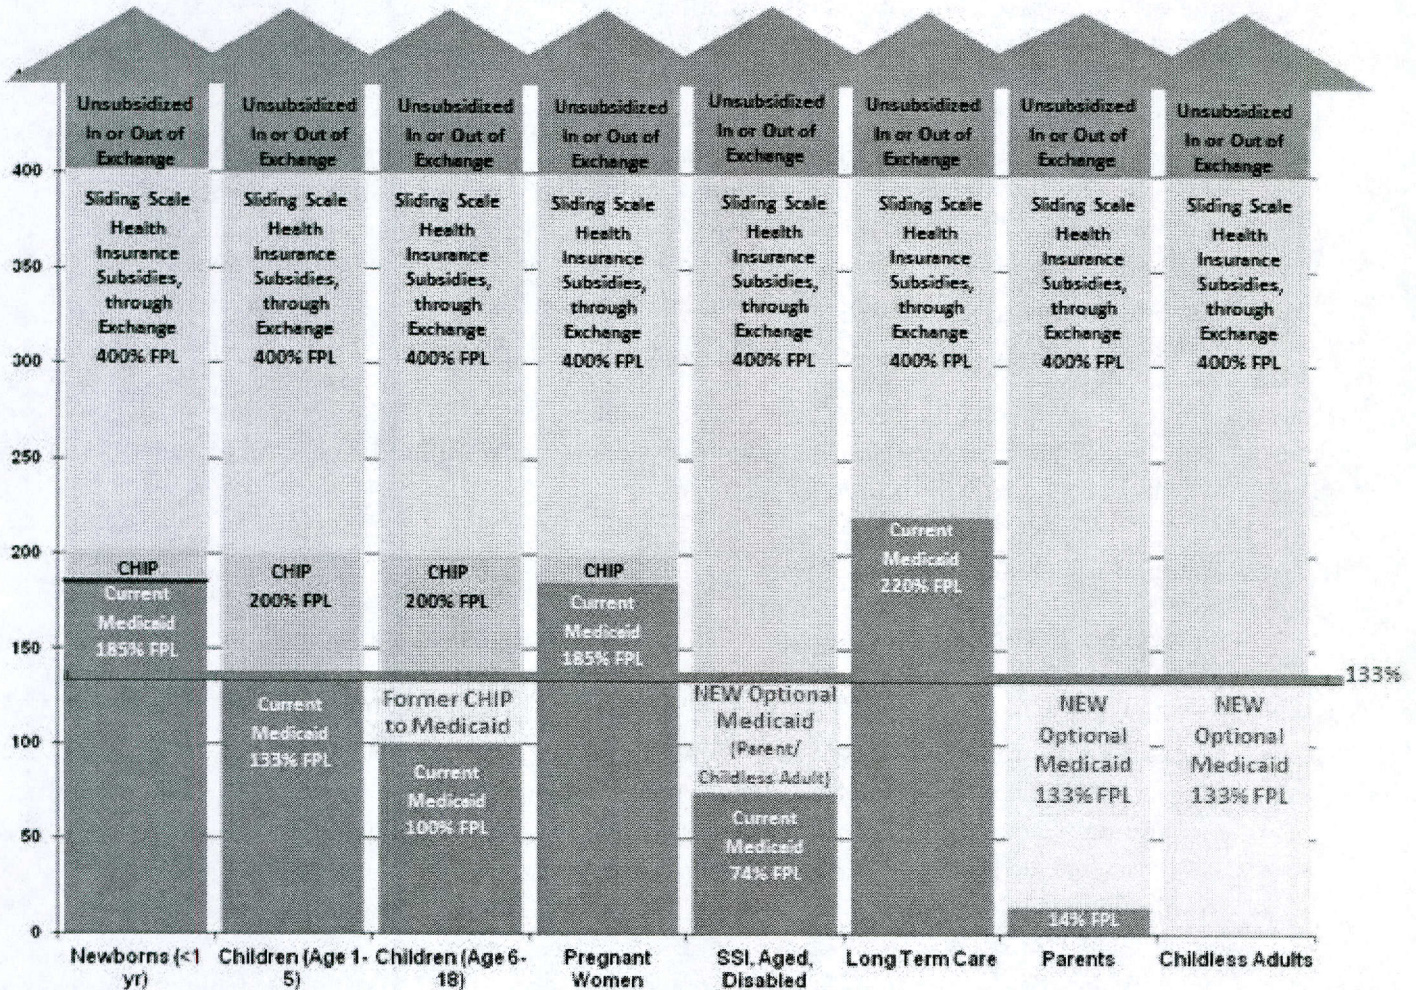 Unsubsidized
In or Out of
Exchange
Unsubsidized
In or Out of
Exchange
Unsubsidized
In or Out of
Exchange
Unsubsidized
In or Out of
Exchange
Unsubsidized
In or Out of
Exchange
Unsubsidized
In or Out of
Exchange
Unsubsidized
In or Out of
Exchange
Unsubsidized
In or Out of
Exchange
400
350
300
250
200
150
100
50
0
Sliding Scale
Health
Insurance
Subsidies,
through
Exchange
400% FPL
Sliding Scale
Health
Insurance
Subsidies,
through
Exchange
400% FPL
Sliding Scale
Health
Insurance
Subsidies,
through
Exchange
400% FPL
Sliding Scale
Health
Insurance
Subsidies,
through
Exchange
400% FPL
Sliding Scale
Health
Insurance
Subsidies,
through
Exchange
400% FPL
Sliding Scale
Health
Insurance
Subsidies,
through
Exchange
400% FPL
Sliding Scale
Health
Insurance
Subsidies,
through
Exchange
400% FPL
Sliding Scale
Health
Insurance
Subsidies,
through
Exchange
400% FPL
CHIP
Current
Medicaid
185% FPL
CHIP
200% FPL
Current
Medicaid
133% FPL
CHIP
200% FPL
Former CHIP
to Medicaid
Current
Medicaid
100% FPL
CHIP
Current
Medicaid
185% FPL
NEW Optional
Medicaid
(Parent/
Childless Adult)
Current
Medicaid
74% FPL
Current
Medicaid
220% FPL
NEW
Optional
Medicaid
133% FPL
14% FPL
NEW
Optional
Medicaid
133% FPL
133%
Newborns (<1
yr)
Children (Age 1-
5)
Children (Age 6-
18)
Pregnant
Women
SSI, Aged,
Disabled
Long Term Care
Parents
Childless Adults